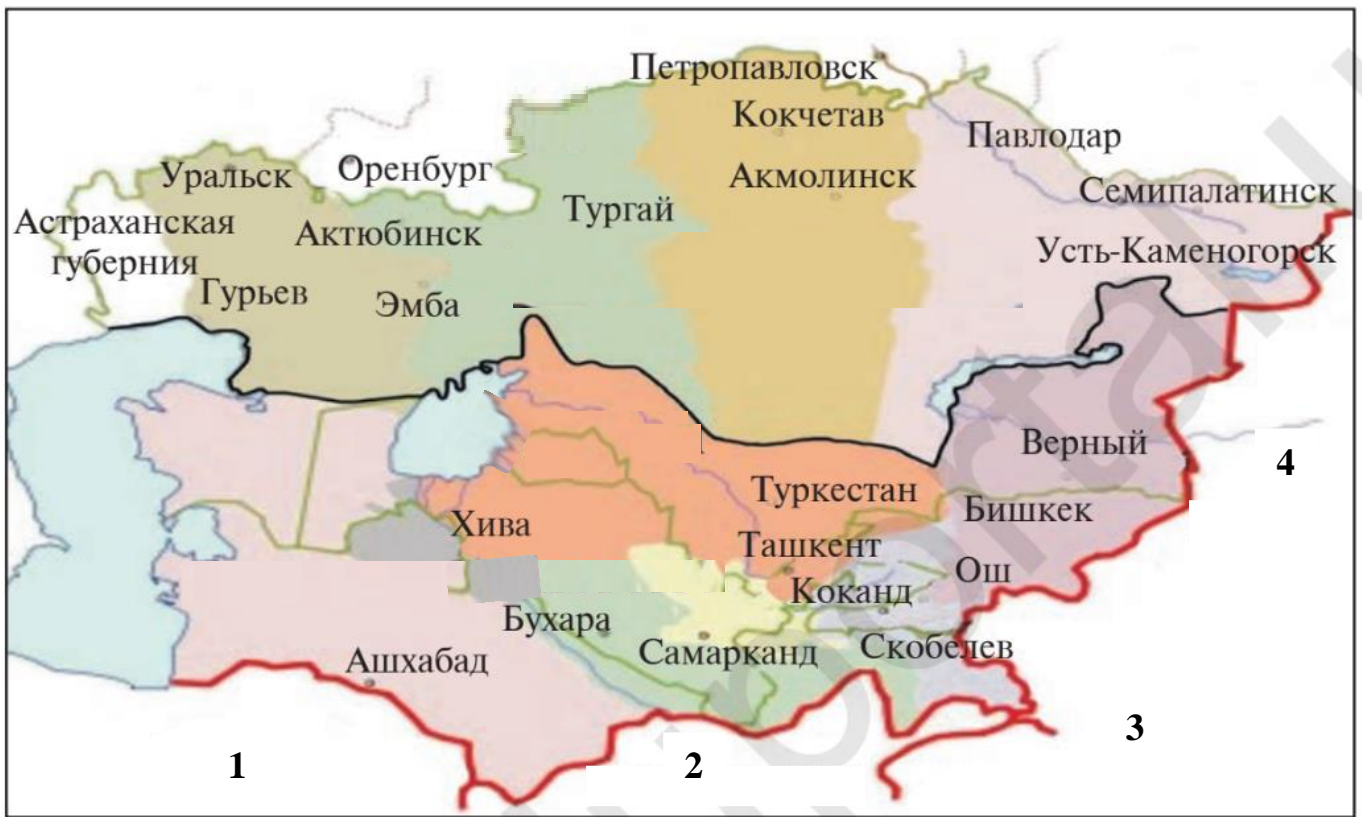 Петропавловск
Кокчетав
Павлодар
Уральск
Оренбург
Акмолинск
Семипалатинск
Тургай
Астраханская
губерния
Актюбинск
Усть-Каменогорск
Гурьев
Эмба
Верный
4
Туркестан
Бишкек
Хива
Ташкент
Ош
Коканд
Бухара
Самарканд
Скобелев
Ашхабад
3
1
2